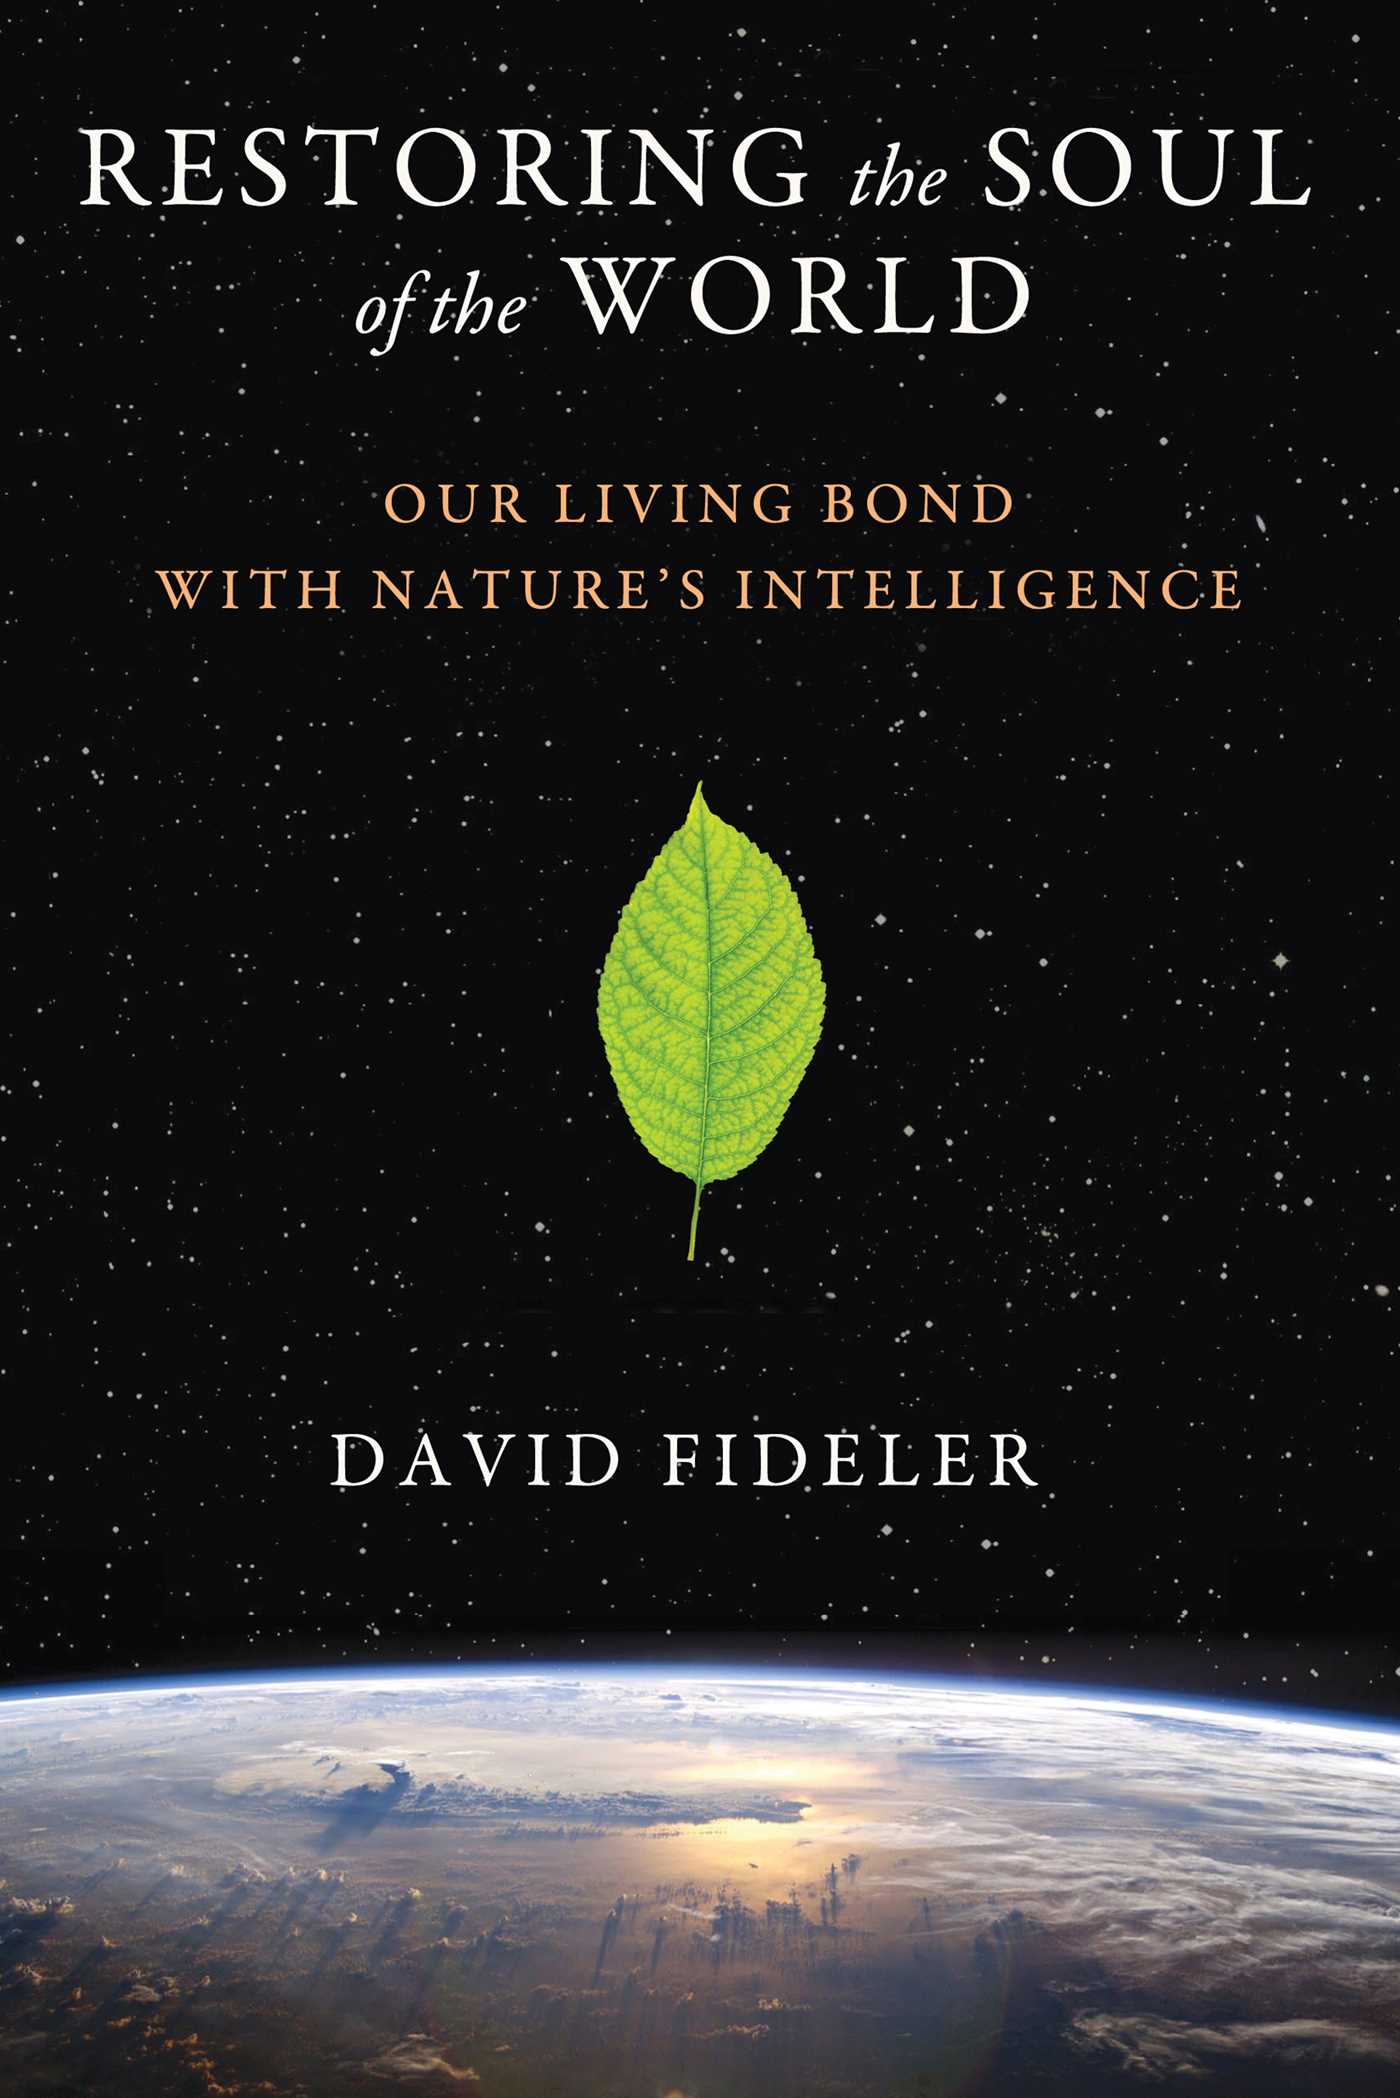 RESTORING the SOUL
of the WORLD
OUR LIVING BOND
WITH NATURE'S INTELLIGENCE
DAVID FIDELER